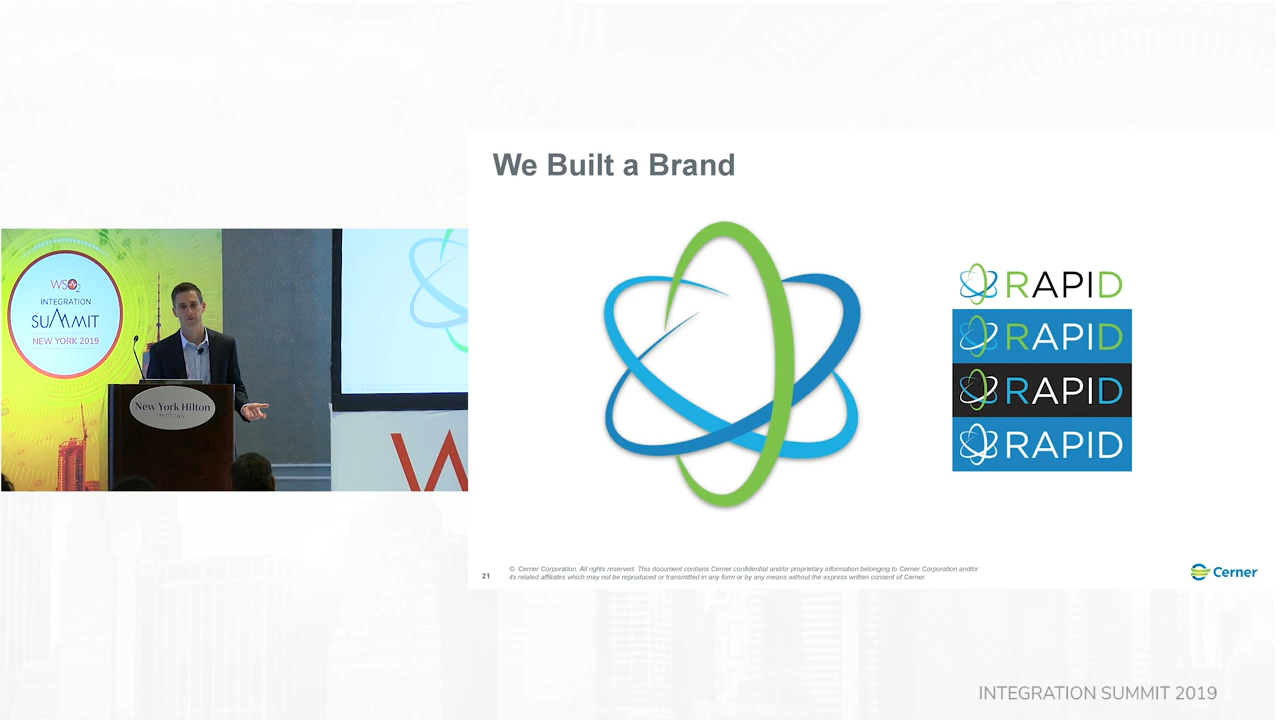 We Built a Brand
WSO2
INTEGRATION
SUMMIT
NEW YORK 2019
New York Hilton
MIDTOWN
W
RAPID
RAPID
RAPID
RAPID
21
© Cerner Corporation. All rights reserved. This document contains Cerner confidential and/or proprietary information belonging to Cerner Corporation and/or
its related affiliates which may not be reproduced or transmitted in any form or by any means without the express written consent of Cerner.
Cerner
INTEGRATION SUMMIT 2019